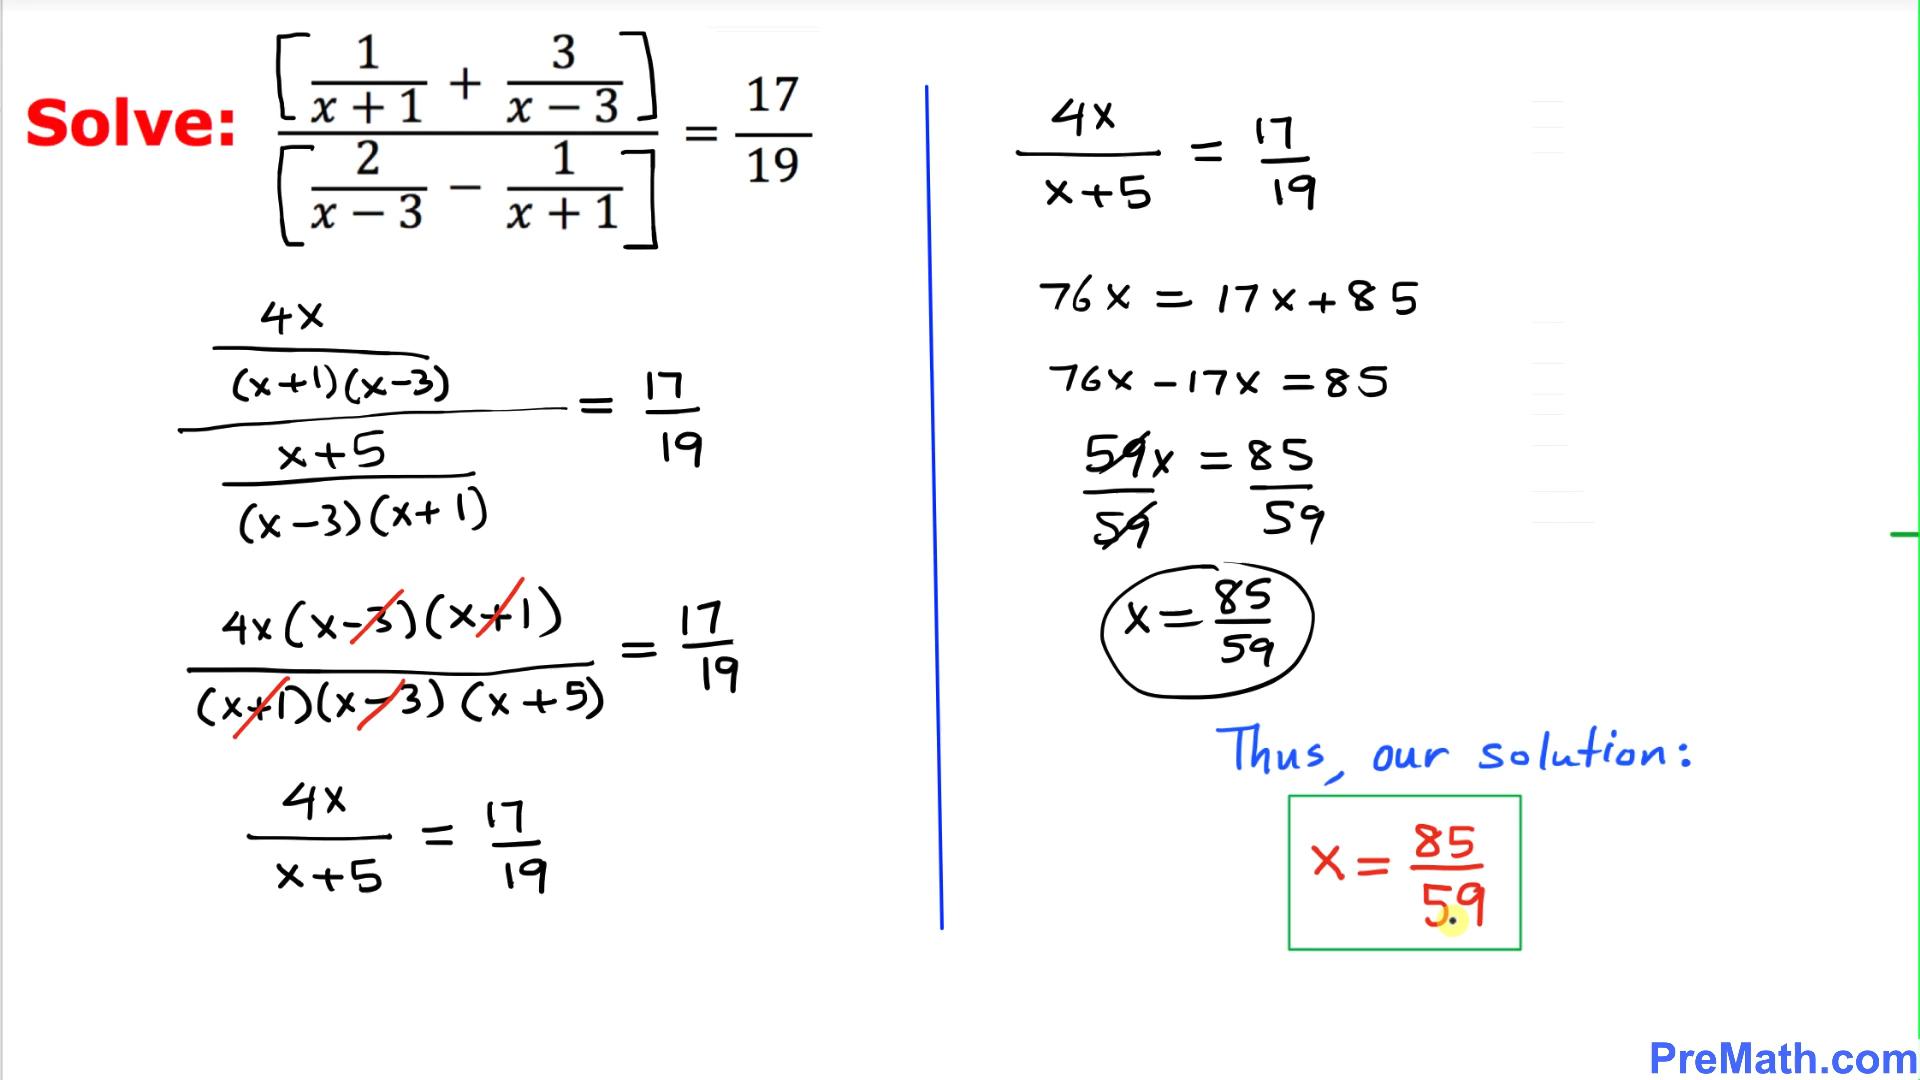 Solve: [1/(x + 1) + 3/(x − 3)] / [2/(x − 3) − 1/(x + 1)] = 17/19
4x/((x+1)(x-3)) / (x+5)/((x-3)(x+1)) = 17/19
4x(x-3)(x+1)/((x+1)(x-3)(x+5)) = 17/19
4x/(x+5) = 17/19
4x/(x+5) = 17/19
76x = 17x+85
76x - 17x = 85
59x/59 = 85/59
x = 85/59
Thus, our solution:
x = 85/59
PreMath.com